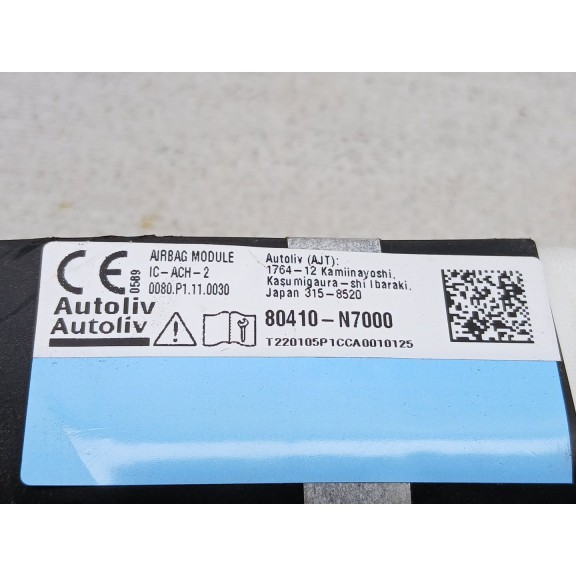 CE 0589
AIRBAG MODULE
IC-ACH-2
0080.P1.11.0030
Autoliv
Autoliv
Autoliv (AJT):
1764-12 Kamiinayoshi,
Kasumigaura-shi Ibaraki,
Japan 315-8520
80410-N7000
T220105P1CCA0010125